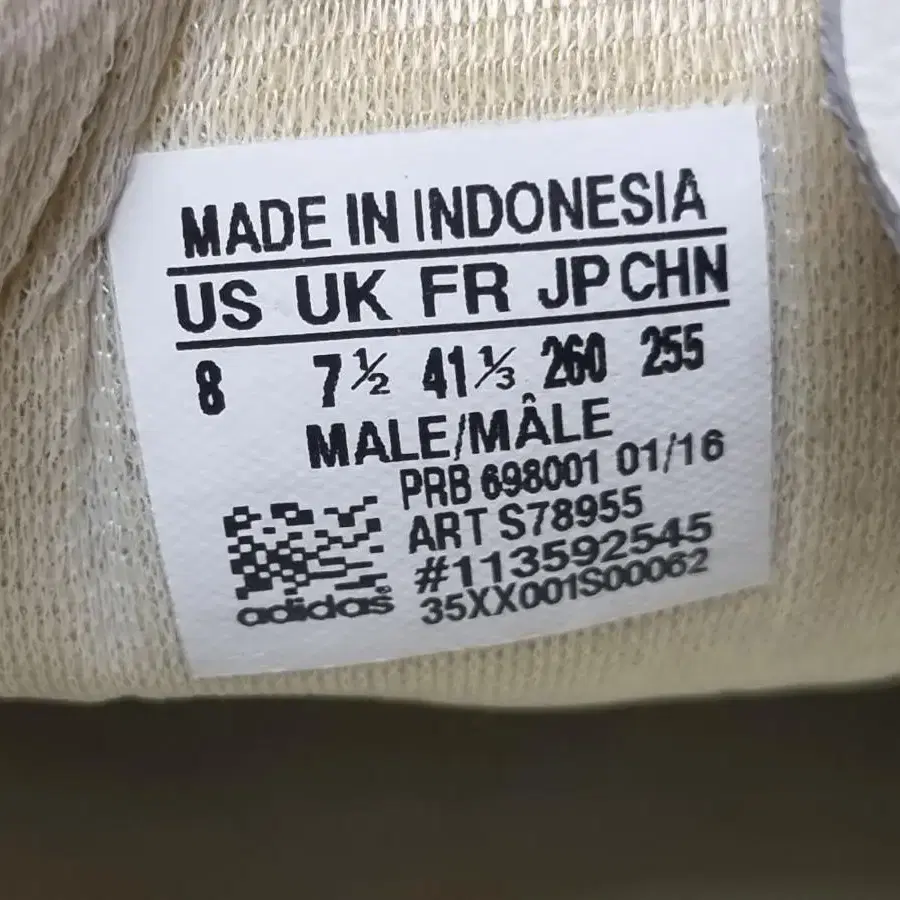 MADE IN INDONESIA
US UK FR JP CHN
8 7½ 41⅓ 260 255
MALE/MÂLE
PRB 698001 01/16
ART S78955
#113592545
35XX001S00062
adidas®